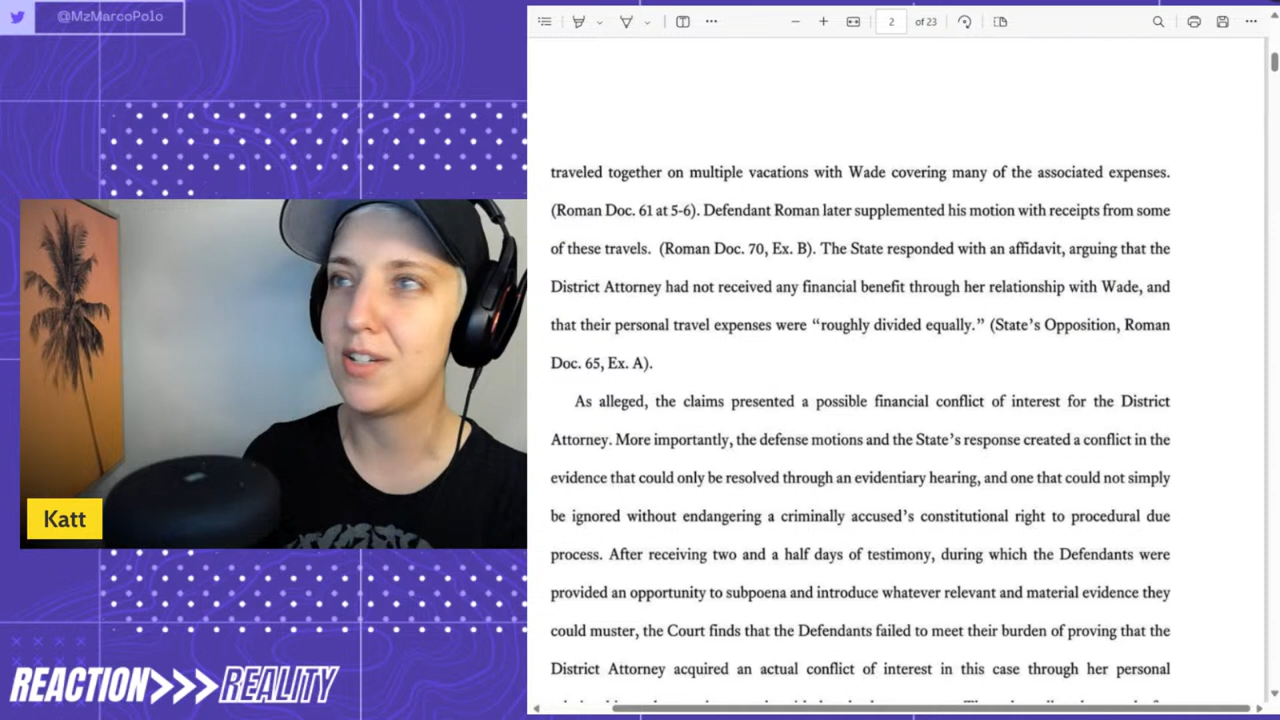 @MzMarcoPolo
2
of 23
traveled together on multiple vacations with Wade covering many of the associated expenses.
(Roman Doc. 61 at 5-6). Defendant Roman later supplemented his motion with receipts from some
of these travels. (Roman Doc. 70, Ex. B). The State responded with an affidavit, arguing that the
District Attorney had not received any financial benefit through her relationship with Wade, and
that their personal travel expenses were “roughly divided equally.” (State’s Opposition, Roman
Doc. 65, Ex. A).
As alleged, the claims presented a possible financial conflict of interest for the District
Attorney. More importantly, the defense motions and the State’s response created a conflict in the
evidence that could only be resolved through an evidentiary hearing, and one that could not simply
be ignored without endangering a criminally accused’s constitutional right to procedural due
process. After receiving two and a half days of testimony, during which the Defendants were
provided an opportunity to subpoena and introduce whatever relevant and material evidence they
could muster, the Court finds that the Defendants failed to meet their burden of proving that the
District Attorney acquired an actual conflict of interest in this case through her personal
Katt
REACTION>>>REALITY